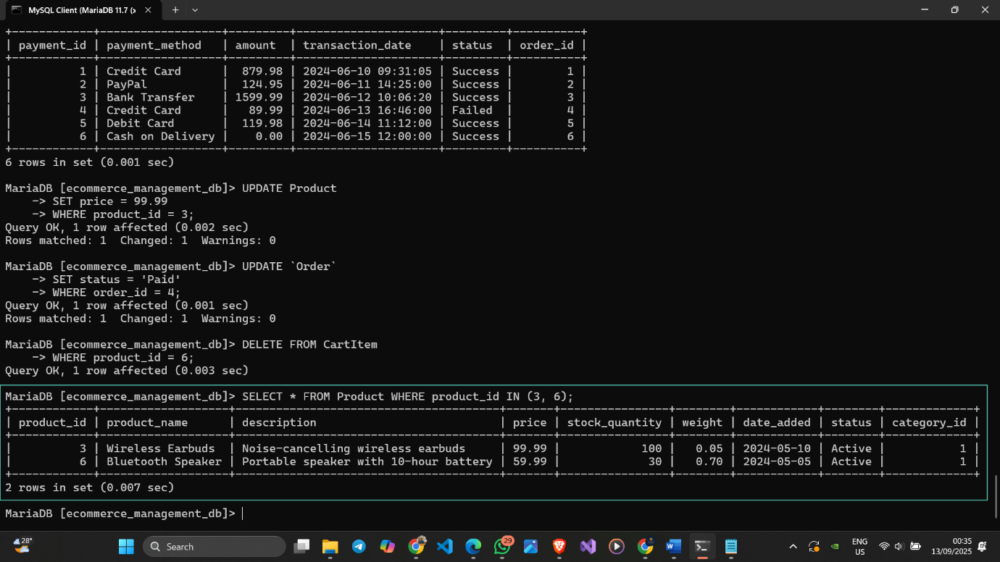 MySQL Client (MariaDB 11.7 (x
+------------+------------------+---------+---------------------+---------+----------+
| payment_id | payment_method   | amount  | transaction_date    | status  | order_id |
+------------+------------------+---------+---------------------+---------+----------+
|          1 | Credit Card      |  879.98 | 2024-06-10 09:31:05 | Success |        1 |
|          2 | PayPal           |  124.95 | 2024-06-11 14:25:00 | Success |        2 |
|          3 | Bank Transfer    | 1599.99 | 2024-06-12 10:06:20 | Success |        3 |
|          4 | Credit Card      |   89.99 | 2024-06-13 16:46:00 | Failed  |        4 |
|          5 | Debit Card       |  119.98 | 2024-06-14 11:12:00 | Success |        5 |
|          6 | Cash on Delivery |    0.00 | 2024-06-15 12:00:00 | Success |        6 |
+------------+------------------+---------+---------------------+---------+----------+
6 rows in set (0.001 sec)
MariaDB [ecommerce_management_db]> UPDATE Product
    -> SET price = 99.99
    -> WHERE product_id = 3;
Query OK, 1 row affected (0.002 sec)
Rows matched: 1  Changed: 1  Warnings: 0
MariaDB [ecommerce_management_db]> UPDATE `Order`
    -> SET status = 'Paid'
    -> WHERE order_id = 4;
Query OK, 1 row affected (0.001 sec)
Rows matched: 1  Changed: 1  Warnings: 0
MariaDB [ecommerce_management_db]> DELETE FROM CartItem
    -> WHERE product_id = 6;
Query OK, 1 row affected (0.003 sec)
MariaDB [ecommerce_management_db]> SELECT * FROM Product WHERE product_id IN (3, 6);
+------------+-------------------+---------------------------------------+-------+----------------+--------+------------+--------+-------------+
| product_id | product_name      | description                           | price | stock_quantity | weight | date_added | status | category_id |
+------------+-------------------+---------------------------------------+-------+----------------+--------+------------+--------+-------------+
|          3 | Wireless Earbuds  | Noise-cancelling wireless earbuds     | 99.99 |            100 |   0.05 | 2024-05-10 | Active |           1 |
|          6 | Bluetooth Speaker | Portable speaker with 10-hour battery | 59.99 |             30 |   0.70 | 2024-05-05 | Active |           1 |
+------------+-------------------+---------------------------------------+-------+----------------+--------+------------+--------+-------------+
2 rows in set (0.007 sec)
MariaDB [ecommerce_management_db]>
28°
Search
29
ENG
US
00:35
13/09/2025